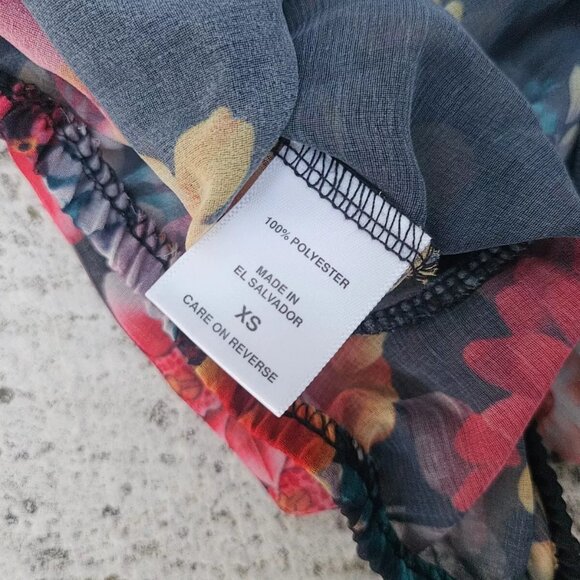 100% POLYESTER
MADE IN
EL SALVADOR
XS
CARE ON REVERSE